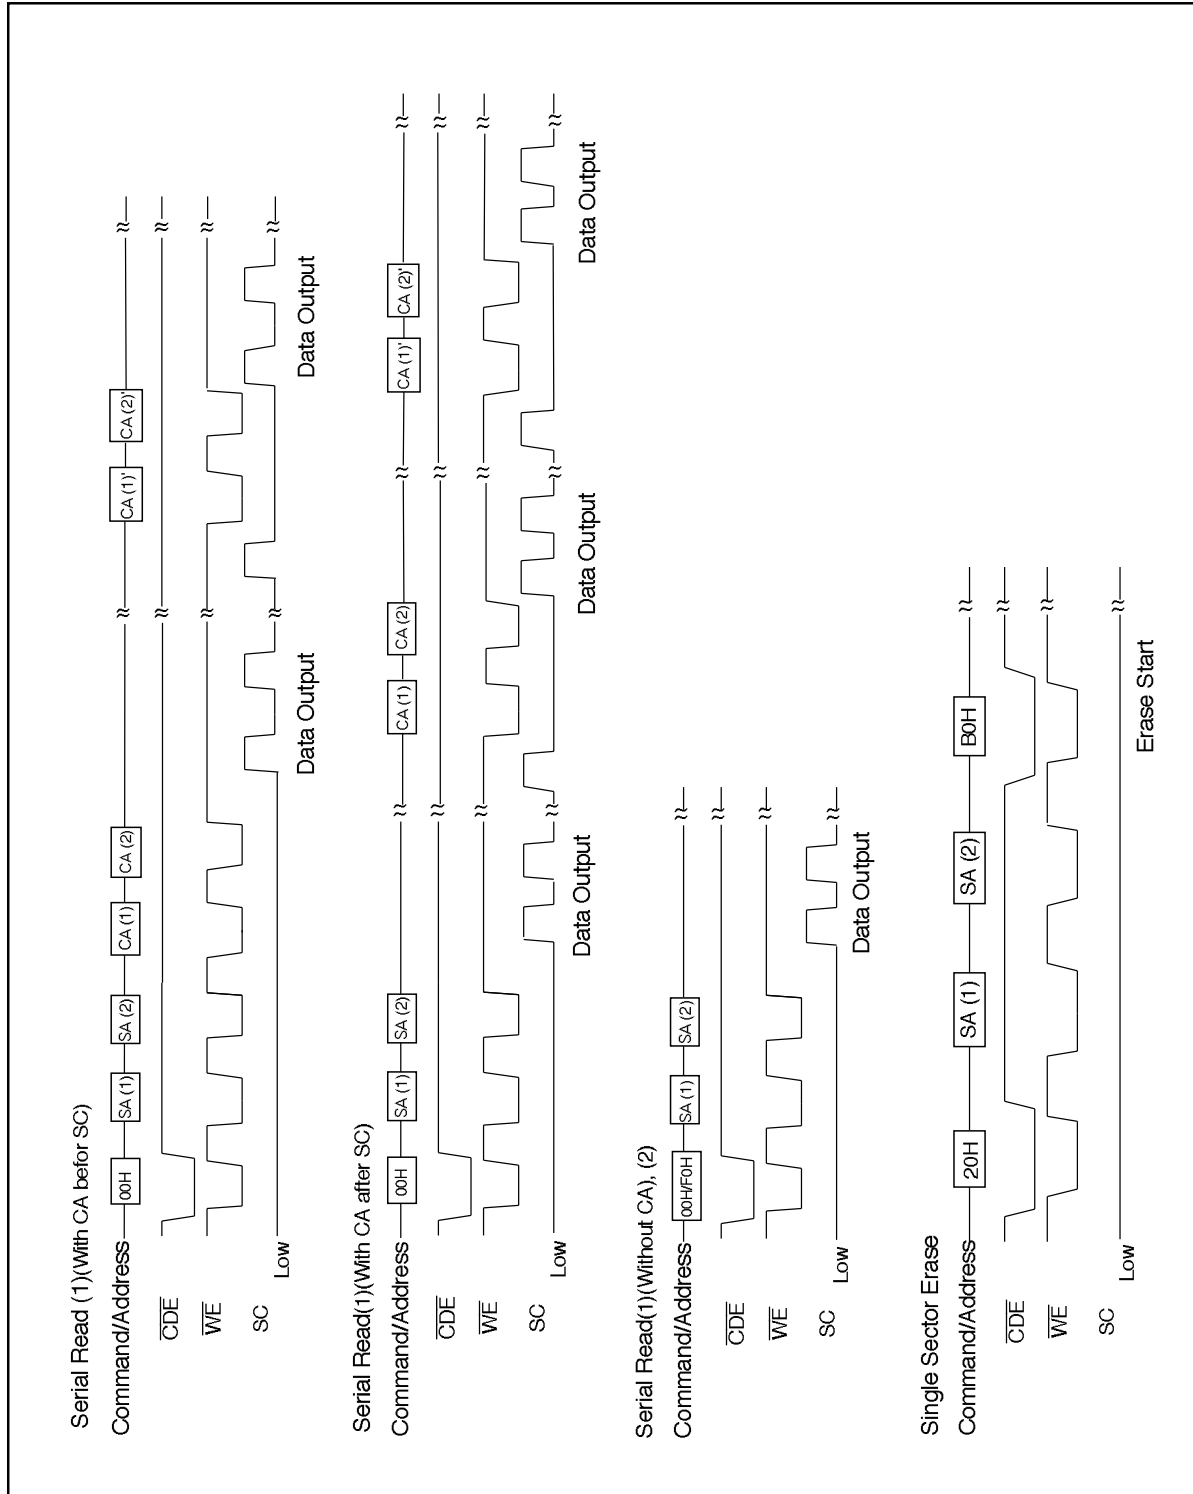 Serial Read (1)(With CA befor SC)
Command/Address 00H SA (1) SA (2) CA (1) CA (2) CA (1)' CA (2)'
CDE
WE
SC
Low
Data Output Data Output
Serial Read(1)(With CA after SC)
Command/Address 00H SA (1) SA (2) CA (1) CA (2) CA (1)' CA (2)'
CDE
WE
SC
Low
Data Output Data Output Data Output
Serial Read(1)(Without CA), (2)
Command/Address 00H/F0H SA (1) SA (2)
CDE
WE
SC
Low
Data Output
Single Sector Erase
Command/Address 20H SA (1) SA (2) B0H
CDE
WE
SC
Low
Erase Start